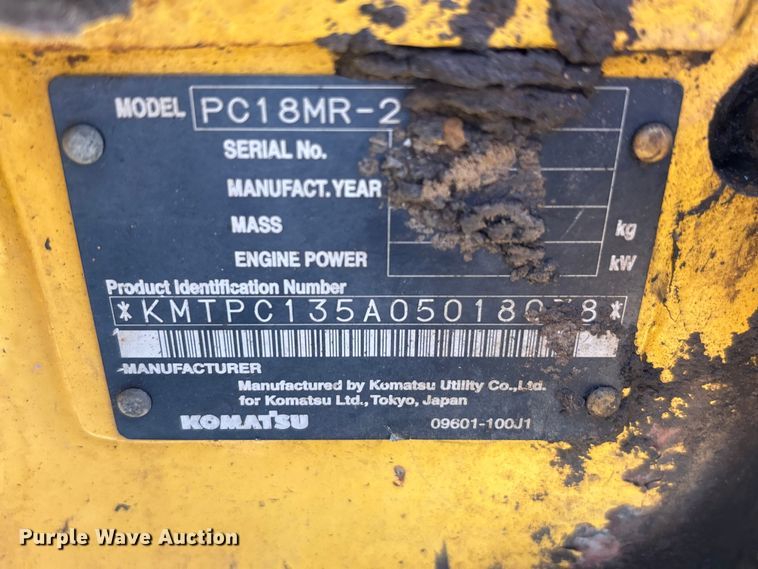 MODEL PC18MR-2
SERIAL No.
MANUFACT. YEAR
MASS kg
ENGINE POWER kW
Product Identification Number
MANUFACTURER
Manufactured by Komatsu Utility Co.,Ltd.
for Komatsu Ltd., Tokyo, Japan
KOMATSU 09601-100J1
Purple Wave Auction